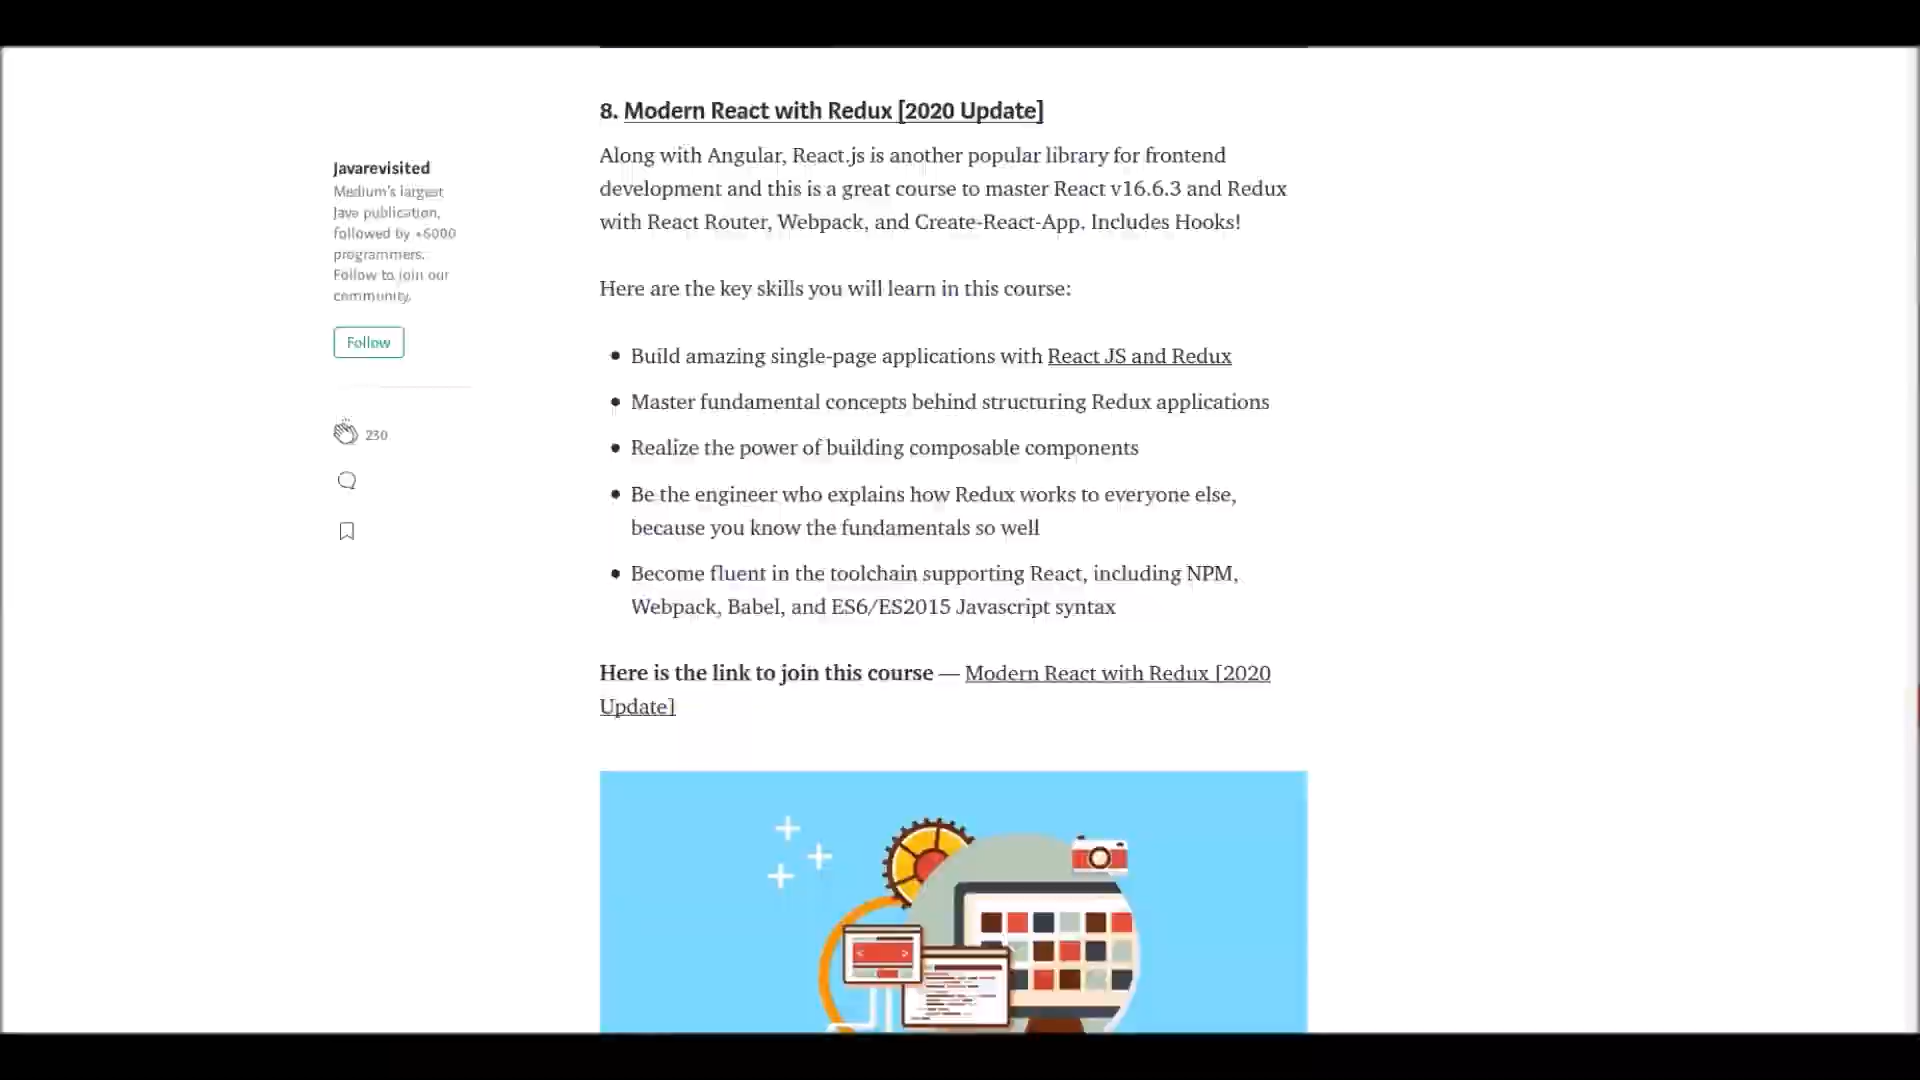 8. Modern React with Redux [2020 Update]
Along with Angular, React.js is another popular library for frontend
development and this is a great course to master React v16.6.3 and Redux
with React Router, Webpack, and Create-React-App. Includes Hooks!
Here are the key skills you will learn in this course:
Build amazing single-page applications with React JS and Redux
Master fundamental concepts behind structuring Redux applications
Realize the power of building composable components
Be the engineer who explains how Redux works to everyone else,
because you know the fundamentals so well
Become fluent in the toolchain supporting React, including NPM,
Webpack, Babel, and ES6/ES2015 Javascript syntax
Here is the link to join this course — Modern React with Redux [2020
Update]
Javarevisited
Medium's largest
Java publication,
followed by +6000
programmers.
Follow to join our
community.
Follow
230